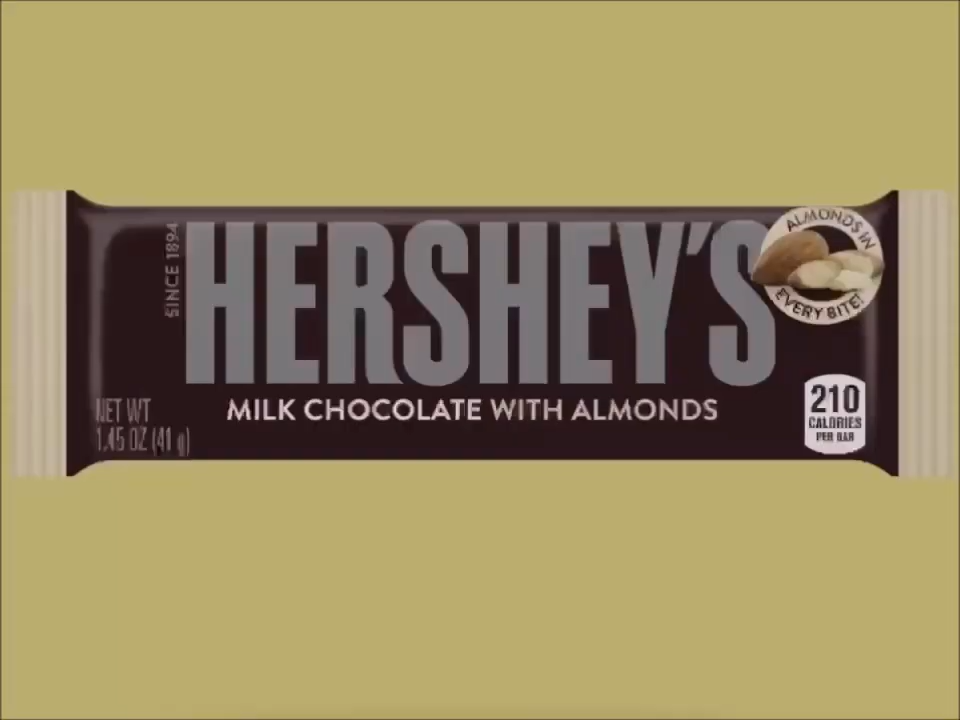 SINCE 1894
HERSHEY'S
ALMONDS IN
EVERY BITE!
MILK CHOCOLATE WITH ALMONDS
NET WT
1.45 OZ (41 g)
210
CALORIES
PER BAR